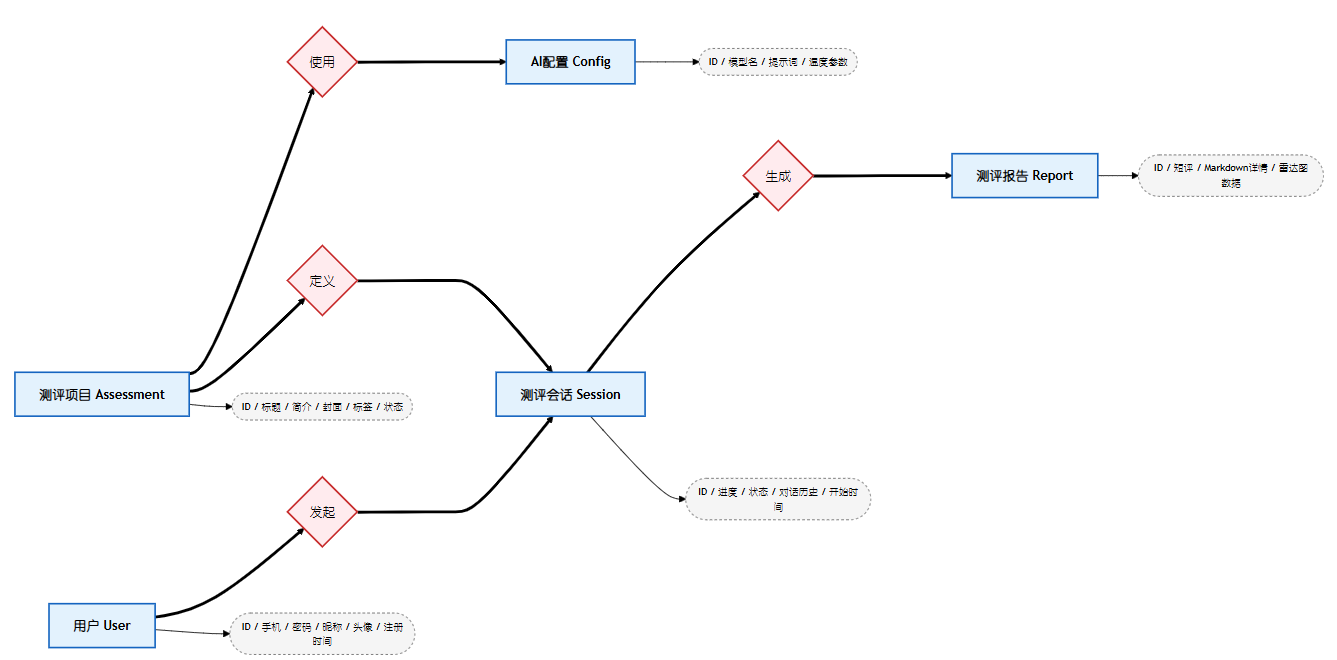 使用
AI配置 Config
ID / 模型名 / 提示词 / 温度参数
生成
测评报告 Report
ID / 短评 / Markdown详情 / 雷达图
数据
定义
测评项目 Assessment
ID / 标题 / 简介 / 封面 / 标签 / 状态
测评会话 Session
ID / 进度 / 状态 / 对话历史 / 开始时
间
发起
用户 User
ID / 手机 / 密码 / 昵称 / 头像 / 注册
时间